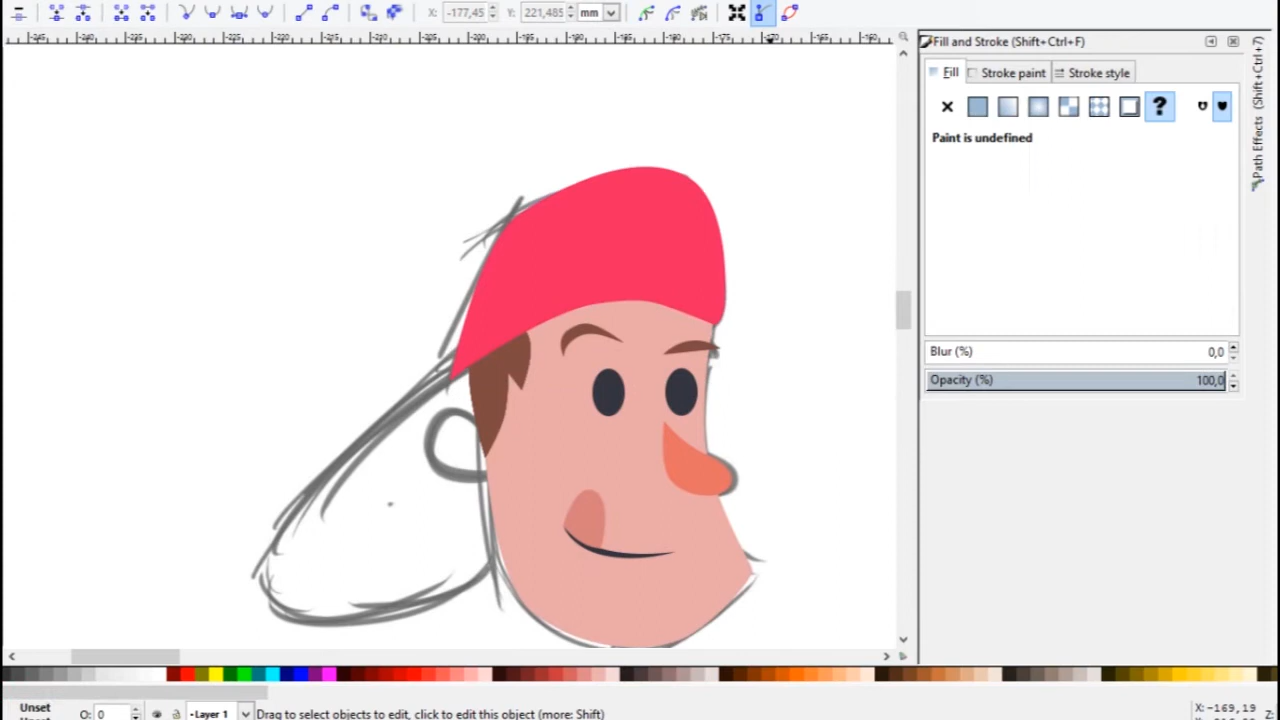 X: -177,45 Y: 221,485 mm
Fill and Stroke (Shift+Ctrl+F)
Fill Stroke paint Stroke style
?
Paint is undefined
Blur (%) 0,0
Opacity (%) 100,0
Path Effects (Shift+Ctrl+7)
Unset
O: 0 Layer 1 Drag to select objects to edit, click to edit this object (more: Shift)
X:-169,19
Z: